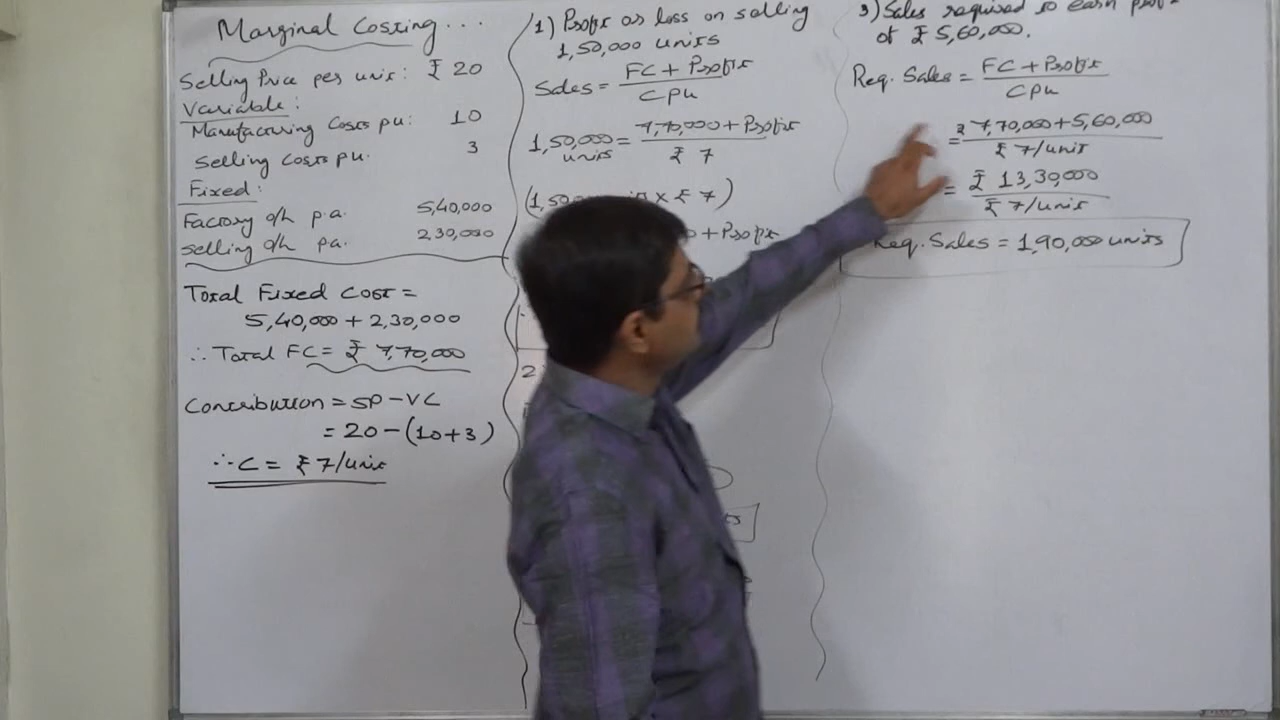 Marginal Costing...
Selling Price per unit: ₹ 20
Variable:
Manufacturing Costs pu: 10
Selling Costs pu. 3
Fixed:
Factory o/h p.a. 5,40,000
Selling o/h pa. 2,30,000
Total Fixed Cost =
5,40,000 + 2,30,000
∴ Total FC = ₹ 7,70,000
Contribution = SP - VC
= 20 - (10+3)
∴ C = ₹ 7/unit
1) Profit or loss on selling
1,50,000 units
Sales = FC + Profit
Cpu
1,50,000 units = 7,70,000 + Profit
₹ 7
x ₹ 7)
+ Profit
2
3) Sales required to earn profit
of ₹ 5,60,000.
Req. Sales = FC + Profit
Cpu
= ₹ 7,70,000 + 5,60,000
₹ 7/unit
= ₹ 13,30,000
₹ 7/unit
Req. Sales = 1,90,000 units